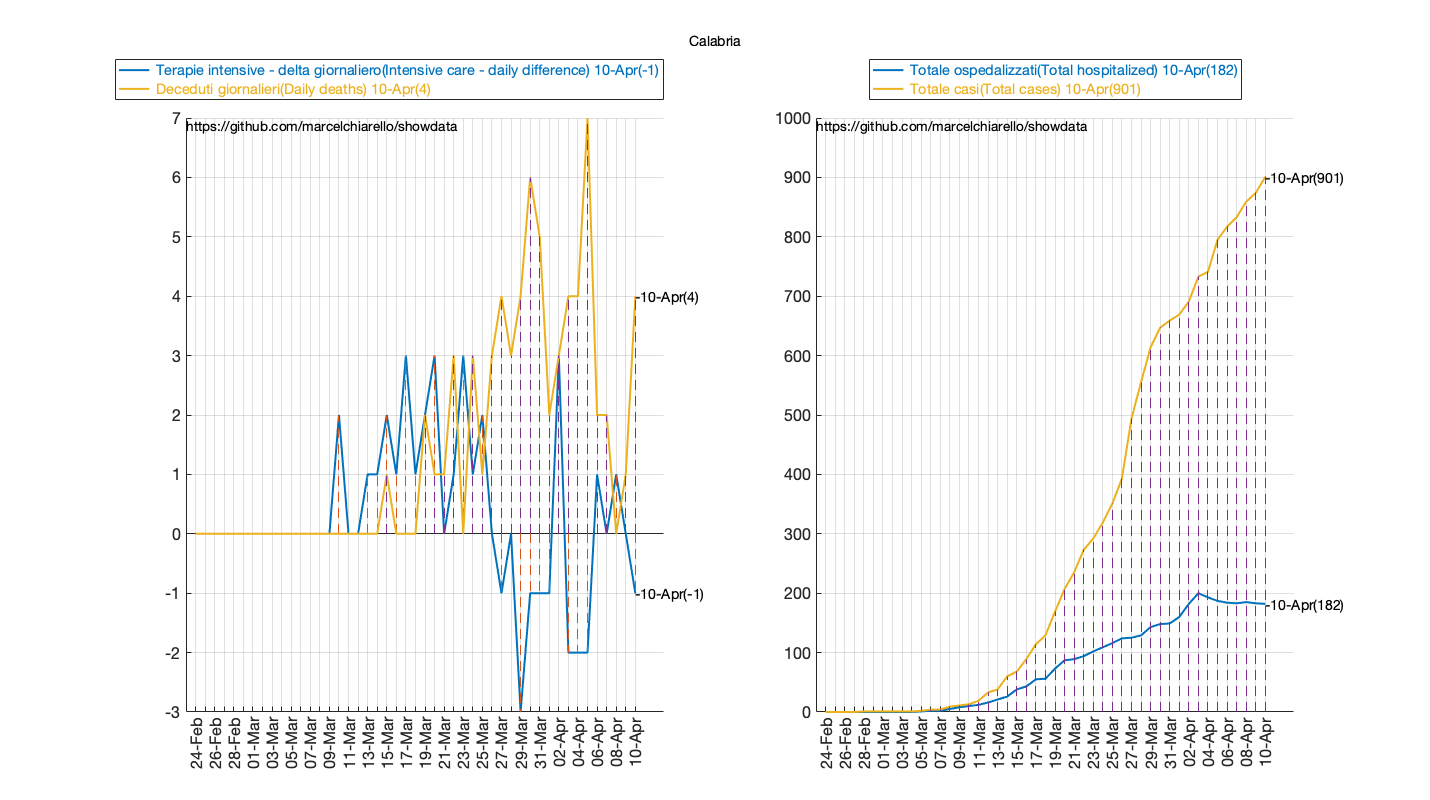 Calabria
Terapie intensive - delta giornaliero(Intensive care - daily difference) 10-Apr(-1)
Deceduti giornalieri(Daily deaths) 10-Apr(4)
https://github.com/marcelchiarello/showdata
7
6
5
4
3
2
1
0
-1
-2
-3
-10-Apr(4)
-10-Apr(-1)
24-Feb
26-Feb
28-Feb
01-Mar
03-Mar
05-Mar
07-Mar
09-Mar
11-Mar
13-Mar
15-Mar
17-Mar
19-Mar
21-Mar
23-Mar
25-Mar
27-Mar
29-Mar
31-Mar
02-Apr
04-Apr
06-Apr
08-Apr
10-Apr
Totale ospedalizzati(Total hospitalized) 10-Apr(182)
Totale casi(Total cases) 10-Apr(901)
https://github.com/marcelchiarello/showdata
1000
900
800
700
600
500
400
300
200
100
0
-10-Apr(901)
-10-Apr(182)
24-Feb
26-Feb
28-Feb
01-Mar
03-Mar
05-Mar
07-Mar
09-Mar
11-Mar
13-Mar
15-Mar
17-Mar
19-Mar
21-Mar
23-Mar
25-Mar
27-Mar
29-Mar
31-Mar
02-Apr
04-Apr
06-Apr
08-Apr
10-Apr